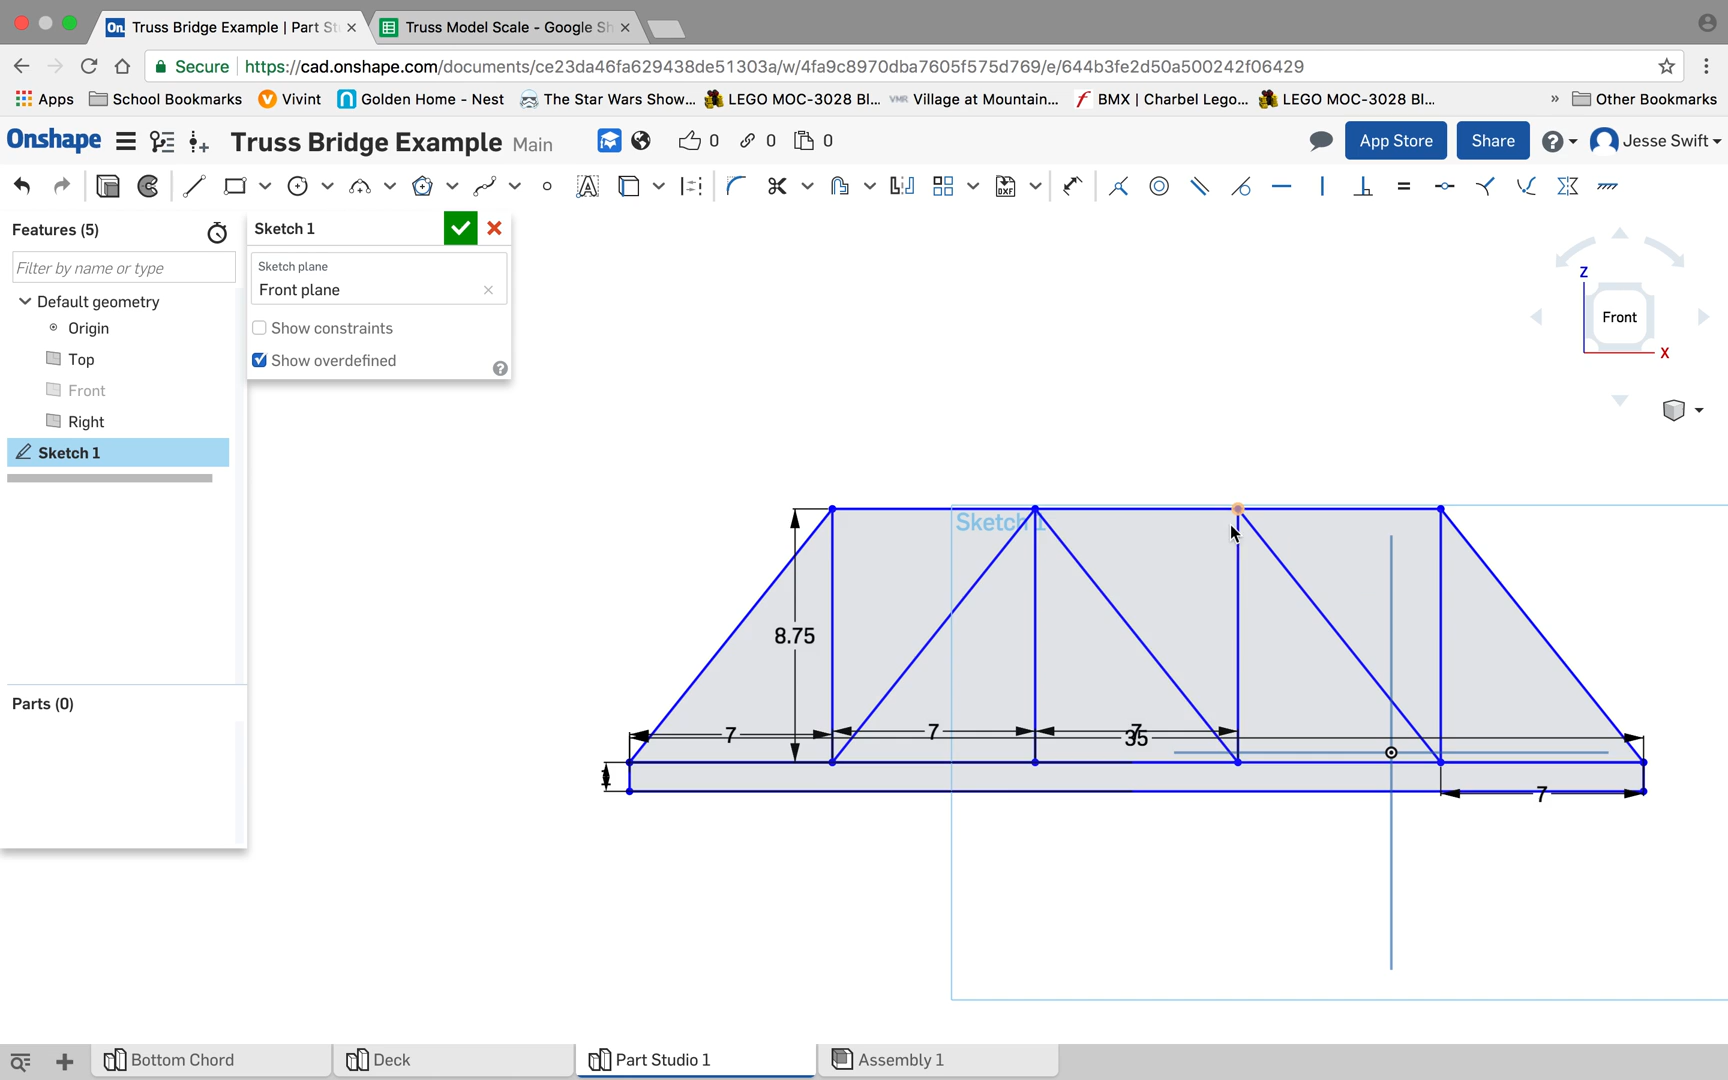 Truss Bridge Example | Part St
Truss Model Scale - Google Sh
Secure
https://cad.onshape.com/documents/ce23da46fa629438de51303a/w/4fa9c8970dba7605f575d769/e/644b3fe2d50a500242f06429
Apps School Bookmarks Vivint Golden Home - Nest The Star Wars Show... LEGO MOC-3028 Bl... VMR Village at Mountain... BMX | Charbel Lego... LEGO MOC-3028 Bl... » Other Bookmarks
Onshape Truss Bridge Example Main 0 0 0 App Store Share Jesse Swift
DXF
Features (5)
Sketch 1
Filter by name or type
Sketch plane
Front plane
Default geometry
Origin
Show constraints
Top
Show overdefined
Front
Right
Sketch 1
Parts (0)
Z
Front
X
Sketch 1
8.75
7
7
7
35
1
7
Bottom Chord
Deck
Part Studio 1
Assembly 1